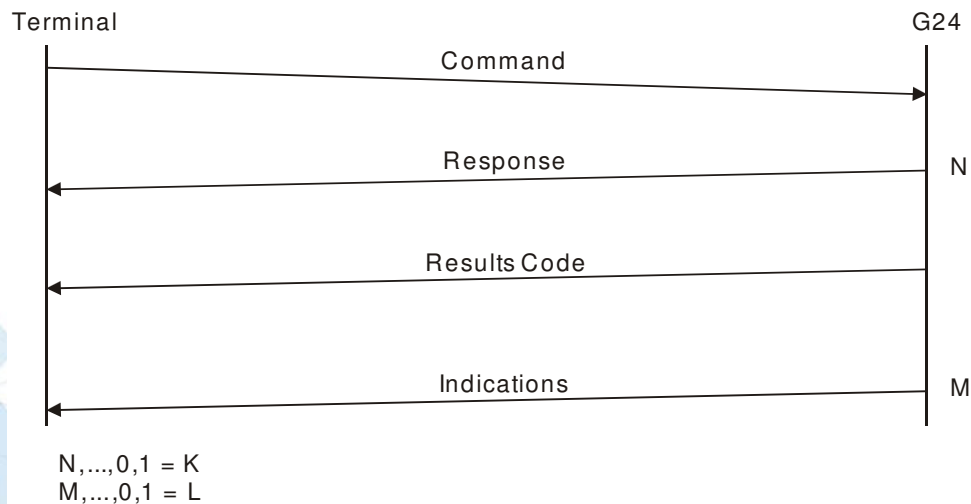 Terminal
G24
Command
Response
N
Results Code
Indications
M
N,...,0,1 = K
M,...,0,1 = L